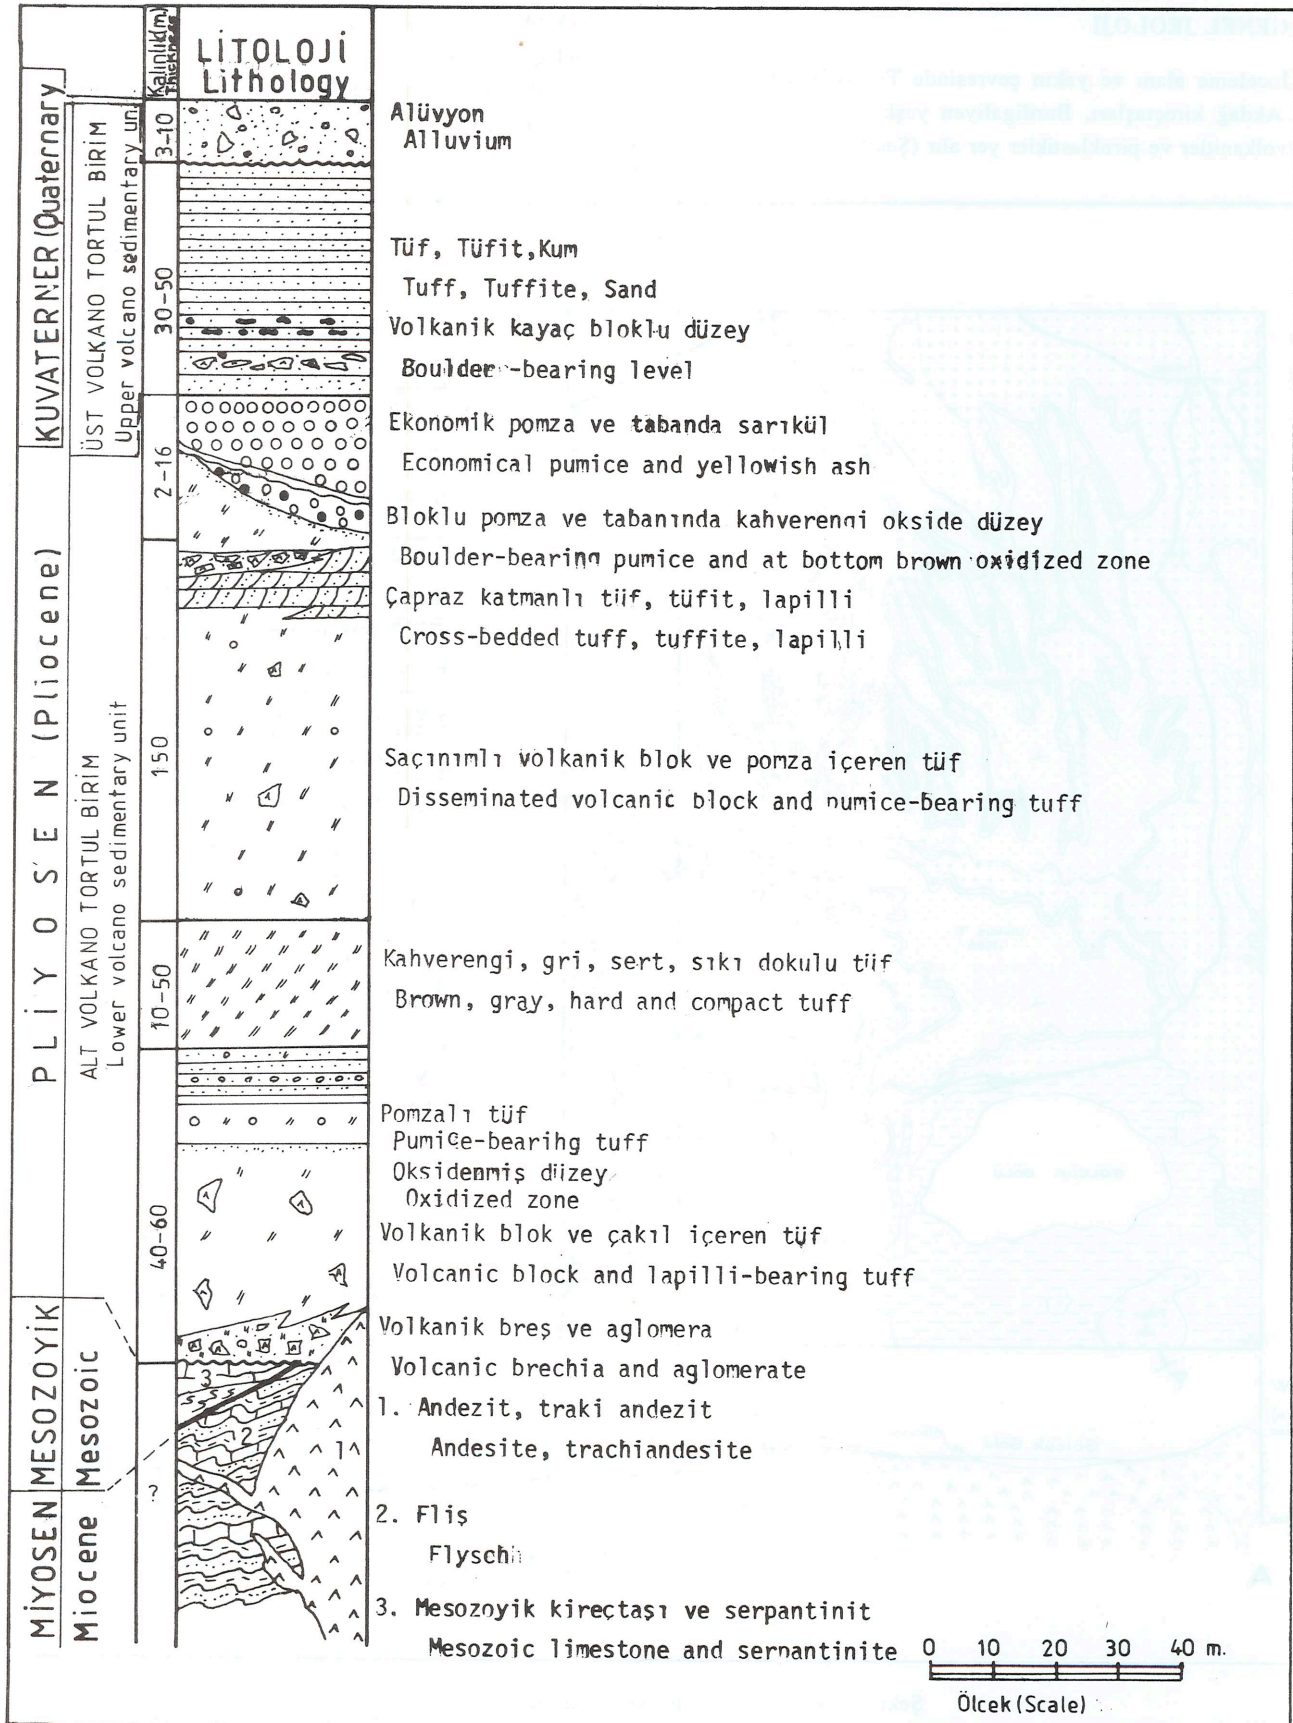 Kalınlık(m)
Thickness
LİTOLOJİ
Lithology
KUVATERNER (Quaternary)
ÜST VOLKANO TORTUL BİRİM
Upper volcano sedimentary un.
PLİYOSEN (Pliocene)
ALT VOLKANO TORTUL BİRİM
Lower volcano sedimentary unit
MESOZOYİK
Mesozoic
MİYOSEN
Miocene
3-10
30-50
2-16
150
10-50
40-60
?
Alüvyon
Alluvium
Tüf, Tüfit, Kum
Tuff, Tuffite, Sand
Volkanik kayaç bloklu düzey
Boulder-bearing level
Ekonomik pomza ve tabanda sarıkül
Economical pumice and yellowish ash
Bloklu pomza ve tabanında kahverengi okside düzey
Boulder-bearing pumice and at bottom brown oxidized zone
Çapraz katmanlı tüf, tüfit, lapilli
Cross-bedded tuff, tuffite, lapilli
Saçınımlı volkanik blok ve pomza içeren tüf
Disseminated volcanic block and pumice-bearing tuff
Kahverengi, gri, sert, sıkı dokulu tüf
Brown, gray, hard and compact tuff
Pomzalı tüf
Pumice-bearihg tuff
Oksidenmiş düzey
Oxidized zone
Volkanik blok ve çakıl içeren tüf
Volcanic block and lapilli-bearing tuff
Volkanik breş ve aglomera
Volcanic brechia and aglomerate
3
2
1
1. Andezit, traki andezit
Andesite, trachiandesite
2. Fliş
Flysch
3. Mesozoyik kireçtaşı ve serpantinit
Mesozoic limestone and serpantinite
0 10 20 30 40 m.
Ölcek (Scale)